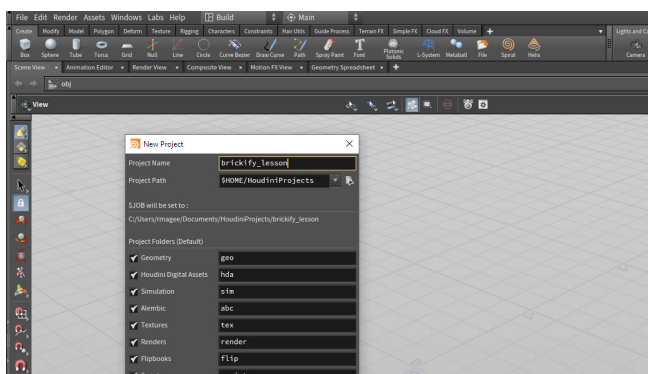 File Edit Render Assets Windows Labs Help Build Main
Create Modify Model Polygon Deform Texture Rigging Characters Constraints Hair Utils Guide Process Terrain FX Simple FX Cloud FX Volume + Lights and Ca
Box Sphere Tube Torus Grid Null Line Circle Curve Bezier Draw Curve Path Spray Paint Font Platonic Solids L-System Metaball File Spiral Helix Camera
Scene View × Animation Editor × Render View × Composite View × Motion FX View × Geometry Spreadsheet × +
obj
View
New Project
Project Name brickify_lesson
Project Path $HOME/HoudiniProjects
$JOB will be set to :
C:/Users/rmagee/Documents/HoudiniProjects/brickify_lesson
Project Folders (Default)
Geometry geo
Houdini Digital Assets hda
Simulation sim
Alembic abc
Textures tex
Renders render
Flipbooks flip